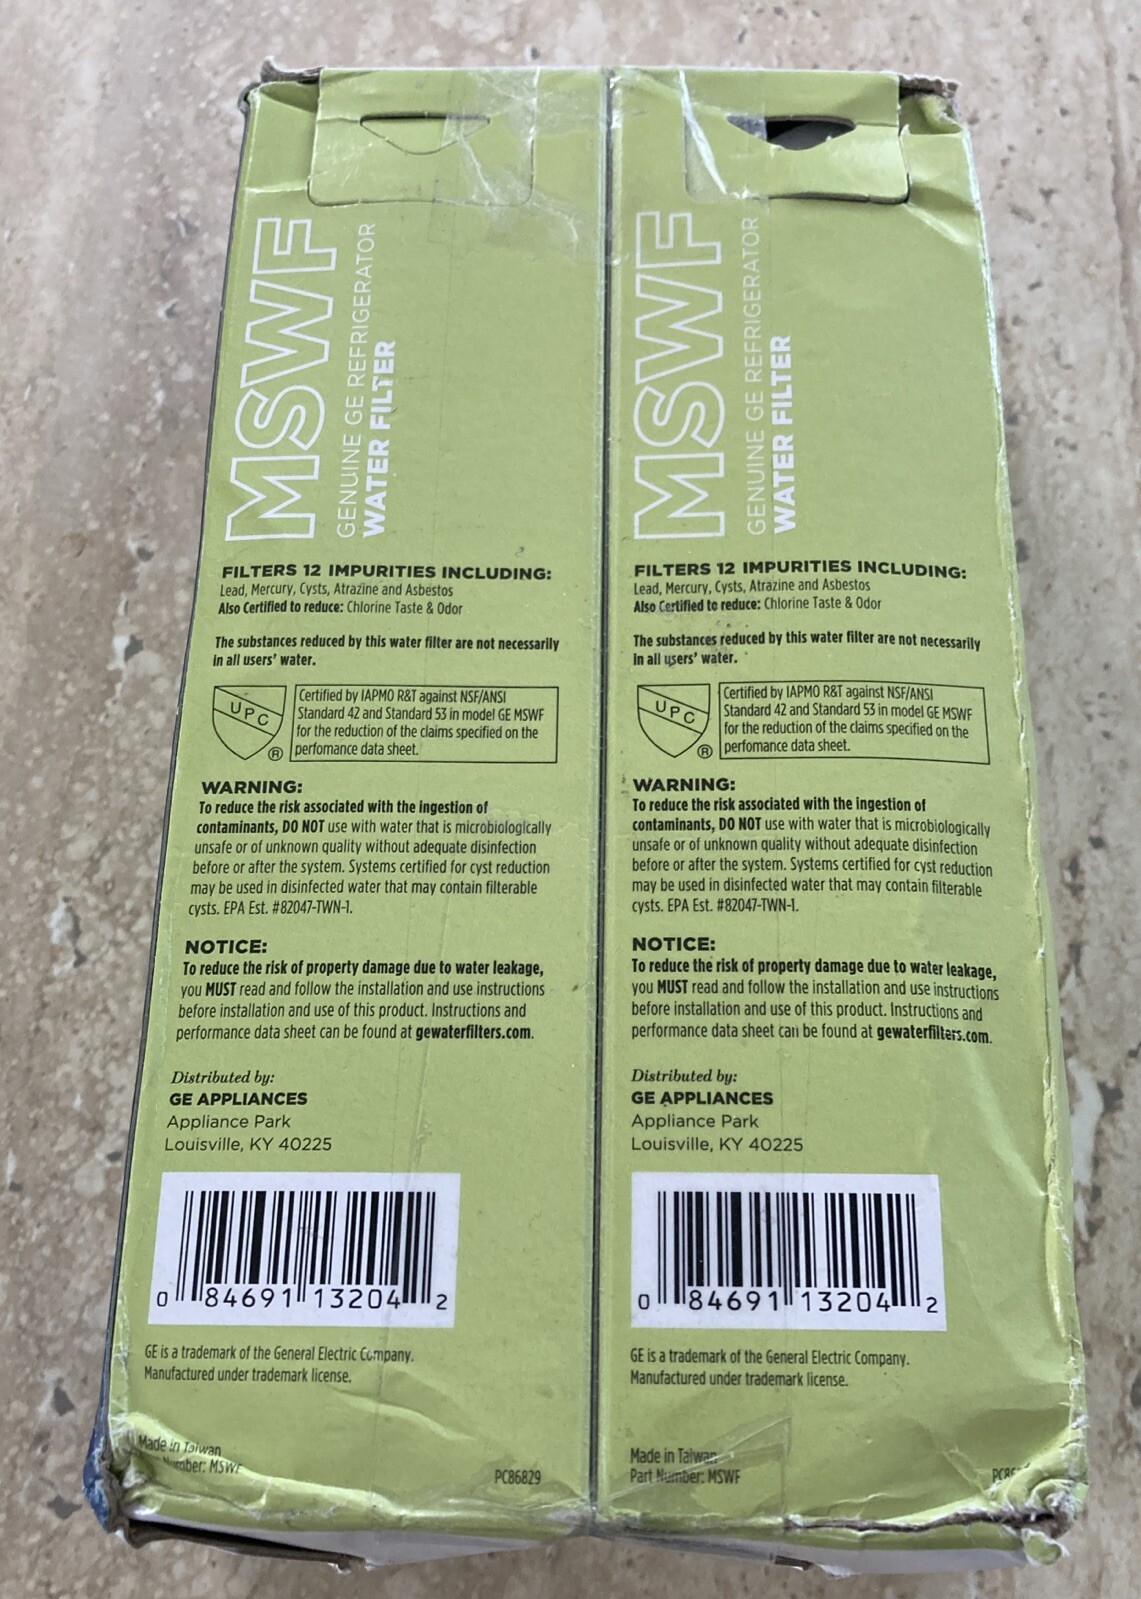 MSWF
GENUINE GE REFRIGERATOR
WATER FILTER
FILTERS 12 IMPURITIES INCLUDING:
Lead, Mercury, Cysts, Atrazine and Asbestos
Also Certified to reduce: Chlorine Taste & Odor
The substances reduced by this water filter are not necessarily
in all users' water.
UPC
®
Certified by IAPMO R&T against NSF/ANSI
Standard 42 and Standard 53 in model GE MSWF
for the reduction of the claims specified on the
perfomance data sheet.
WARNING:
To reduce the risk associated with the ingestion of
contaminants, DO NOT use with water that is microbiologically
unsafe or of unknown quality without adequate disinfection
before or after the system. Systems certified for cyst reduction
may be used in disinfected water that may contain filterable
cysts. EPA Est. #82047-TWN-1.
NOTICE:
To reduce the risk of property damage due to water leakage,
you MUST read and follow the installation and use instructions
before installation and use of this product. Instructions and
performance data sheet can be found at gewaterfilters.com.
Distributed by:
GE APPLIANCES
Appliance Park
Louisville, KY 40225
0 84691 13204 2
GE is a trademark of the General Electric Company.
Manufactured under trademark license.
Made in Taiwan
Number: MSWF
PC86829
MSWF
GENUINE GE REFRIGERATOR
WATER FILTER
FILTERS 12 IMPURITIES INCLUDING:
Lead, Mercury, Cysts, Atrazine and Asbestos
Also Certified to reduce: Chlorine Taste & Odor
The substances reduced by this water filter are not necessarily
in all users' water.
UPC
®
Certified by IAPMO R&T against NSF/ANSI
Standard 42 and Standard 53 in model GE MSWF
for the reduction of the claims specified on the
perfomance data sheet.
WARNING:
To reduce the risk associated with the ingestion of
contaminants, DO NOT use with water that is microbiologically
unsafe or of unknown quality without adequate disinfection
before or after the system. Systems certified for cyst reduction
may be used in disinfected water that may contain filterable
cysts. EPA Est. #82047-TWN-1.
NOTICE:
To reduce the risk of property damage due to water leakage,
you MUST read and follow the installation and use instructions
before installation and use of this product. Instructions and
performance data sheet can be found at gewaterfilters.com.
Distributed by:
GE APPLIANCES
Appliance Park
Louisville, KY 40225
0 84691 13204 2
GE is a trademark of the General Electric Company.
Manufactured under trademark license.
Made in Taiwan
Part Number: MSWF